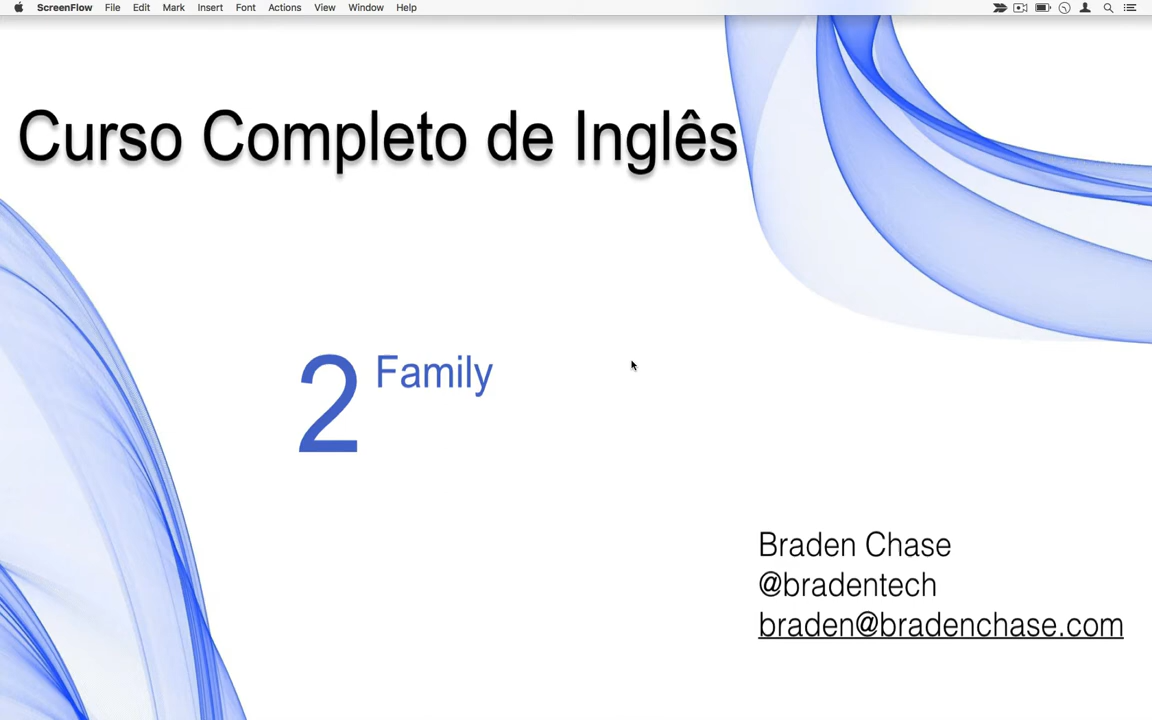 ScreenFlow File Edit Mark Insert Font Actions View Window Help
Curso Completo de Inglês
2 Family
Braden Chase
@bradentech
braden@bradenchase.com